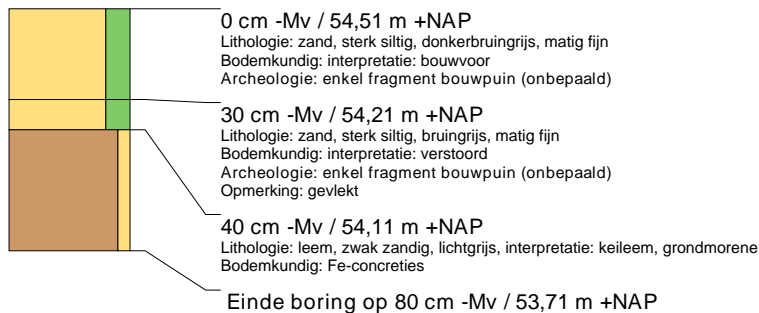 0 cm -Mv / 54,51 m +NAP
Lithologie: zand, sterk siltig, donkerbruingrijs, matig fijn
Bodemkundig: interpretatie: bouwvoor
Archeologie: enkel fragment bouwpuin (onbepaald)
30 cm -Mv / 54,21 m +NAP
Lithologie: zand, sterk siltig, bruingrijs, matig fijn
Bodemkundig: interpretatie: verstoord
Archeologie: enkel fragment bouwpuin (onbepaald)
Opmerking: gevlekt
40 cm -Mv / 54,11 m +NAP
Lithologie: leem, zwak zandig, lichtgrijs, interpretatie: keileem, grondmorene
Bodemkundig: Fe-concreties
Einde boring op 80 cm -Mv / 53,71 m +NAP